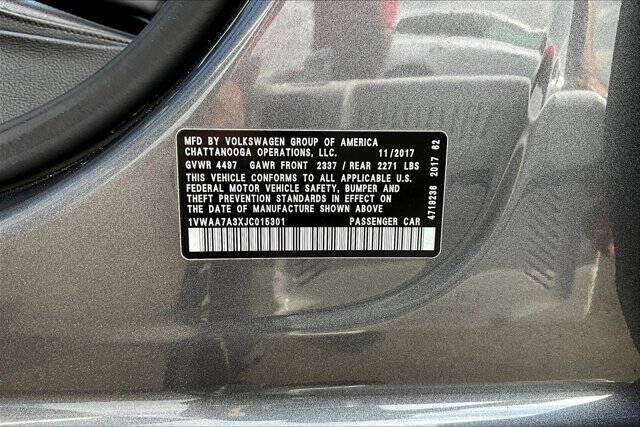 MFD BY VOLKSWAGEN GROUP OF AMERICA
CHATTANOOGA OPERATIONS, LLC. 11/2017
GVWR 4497 GAWR FRONT 2337 / REAR 2271 LBS
THIS VEHICLE CONFORMS TO ALL APPLICABLE U.S.
FEDERAL MOTOR VEHICLE SAFETY, BUMPER AND
THEFT PREVENTION STANDARDS IN EFFECT ON
THE DATE OF MANUFACTURE SHOWN ABOVE
1VWAA7A3XJC015301 PASSENGER CAR
4719236 2017 62